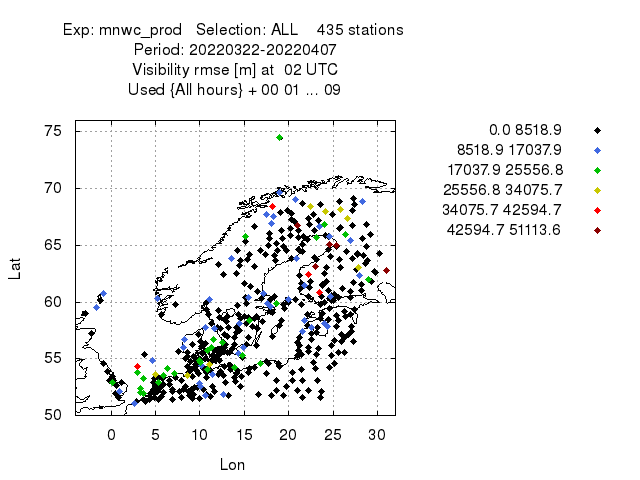 Exp: mnwc_prod Selection: ALL 435 stations
Period: 20220322-20220407
Visibility rmse [m] at 02 UTC
Used {All hours} + 00 01 ... 09
0.0 8518.9
8518.9 17037.9
17037.9 25556.8
25556.8 34075.7
34075.7 42594.7
42594.7 51113.6
75
70
65
60
55
50
Lat
0 5 10 15 20 25 30
Lon